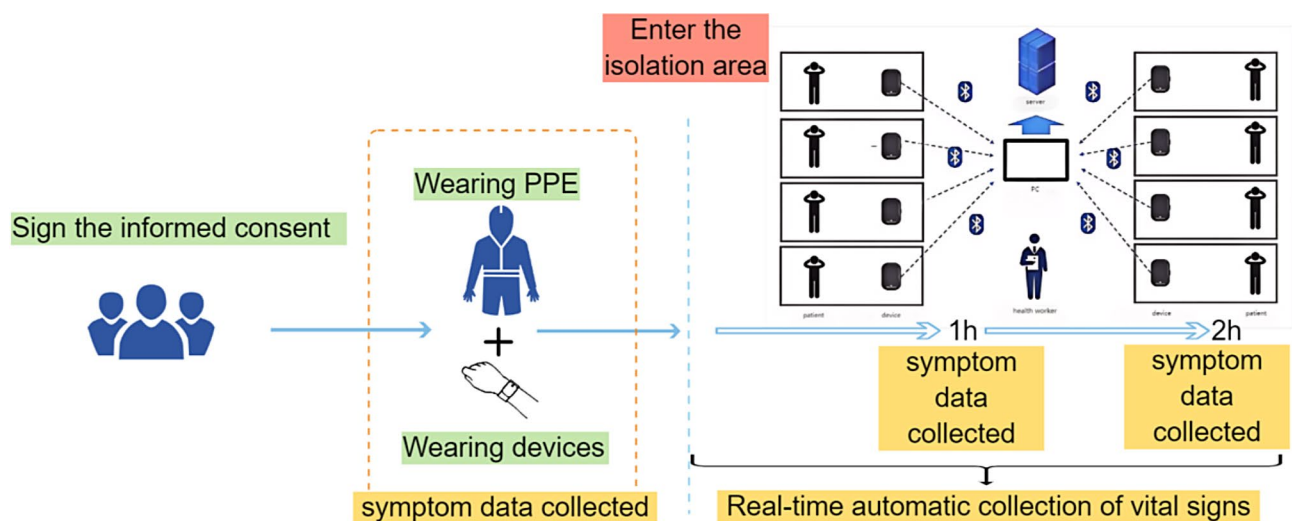 Sign the informed consent
Wearing PPE
+
Wearing devices
symptom data collected
Enter the
isolation area
server
PC
health worker
patient
device
device
patient
1h
symptom
data
collected
2h
symptom
data
collected
Real-time automatic collection of vital signs